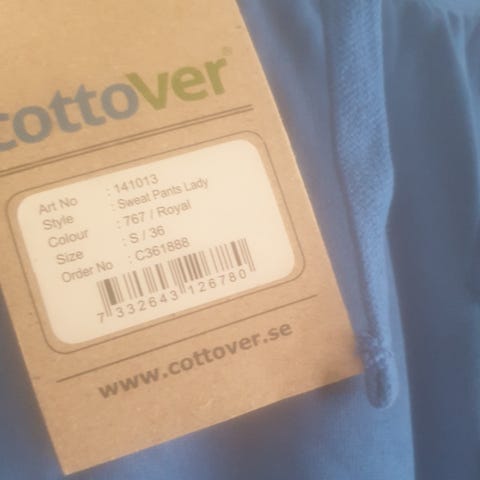 cottoVer®
Art No : 141013
Style : Sweat Pants Lady
Colour : 767 / Royal
Size : S / 36
Order No : C361888
7 332643 126780
www.cottover.se